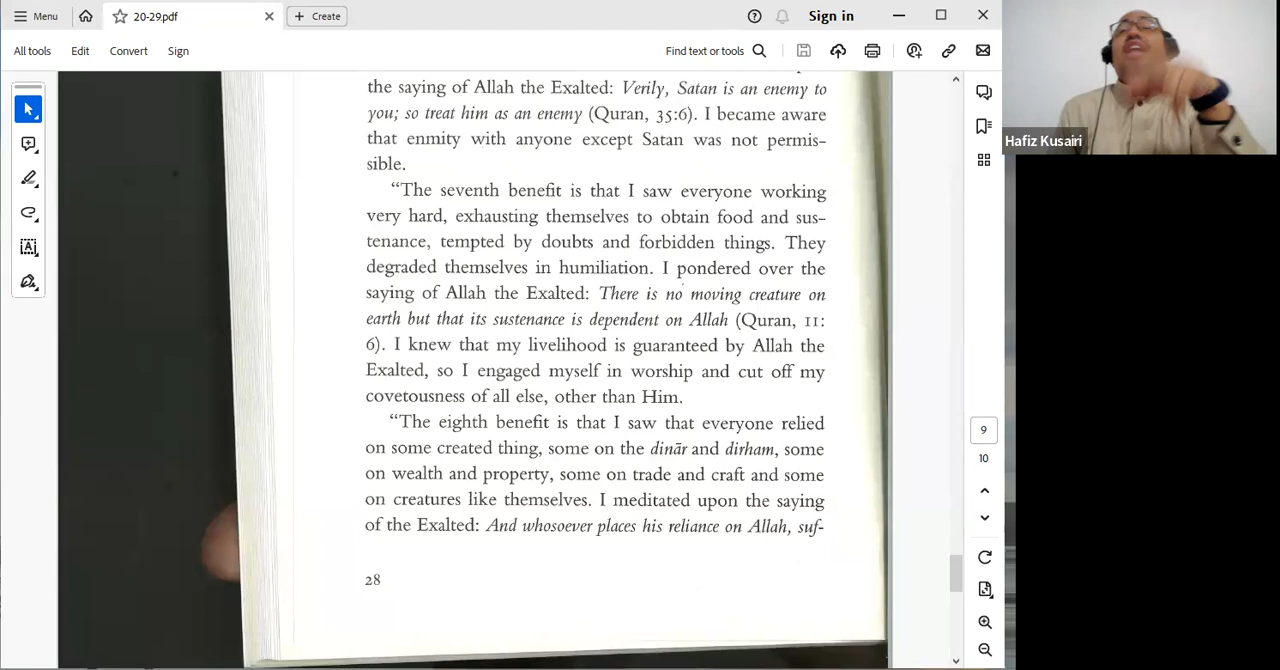 Menu
20-29.pdf
Create
Sign in
All tools
Edit
Convert
Sign
Find text or tools
the saying of Allah the Exalted: Verily, Satan is an enemy to
you; so treat him as an enemy (Quran, 35:6). I became aware
that enmity with anyone except Satan was not permis-
sible.
“The seventh benefit is that I saw everyone working
very hard, exhausting themselves to obtain food and sus-
tenance, tempted by doubts and forbidden things. They
degraded themselves in humiliation. I pondered over the
saying of Allah the Exalted: There is no moving creature on
earth but that its sustenance is dependent on Allah (Quran, 11:
6). I knew that my livelihood is guaranteed by Allah the
Exalted, so I engaged myself in worship and cut off my
covetousness of all else, other than Him.
“The eighth benefit is that I saw that everyone relied
on some created thing, some on the dinār and dirham, some
on wealth and property, some on trade and craft and some
on creatures like themselves. I meditated upon the saying
of the Exalted: And whosoever places his reliance on Allah, suf-
28
9
10
Hafiz Kusairi